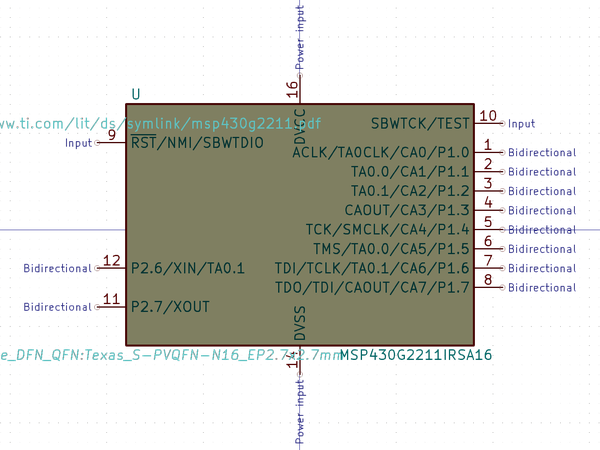 Power input
16
U
DVCC
ww.ti.com/lit/ds/symlink/msp430g2211.pdf
Input 9 RST/NMI/SBWTDIO
SBWTCK/TEST 10 Input
ACLK/TA0CLK/CA0/P1.0 1 Bidirectional
TA0.0/CA1/P1.1 2 Bidirectional
TA0.1/CA2/P1.2 3 Bidirectional
CAOUT/CA3/P1.3 4 Bidirectional
TCK/SMCLK/CA4/P1.4 5 Bidirectional
TMS/TA0.0/CA5/P1.5 6 Bidirectional
Bidirectional 12 P2.6/XIN/TA0.1 TDI/TCLK/TA0.1/CA6/P1.6 7 Bidirectional
TDO/TDI/CAOUT/CA7/P1.7 8 Bidirectional
Bidirectional 11 P2.7/XOUT
DVSS
e_DFN_QFN:Texas_S-PVQFN-N16_EP2.7x2.7mm MSP430G2211IRSA16
14
Power input